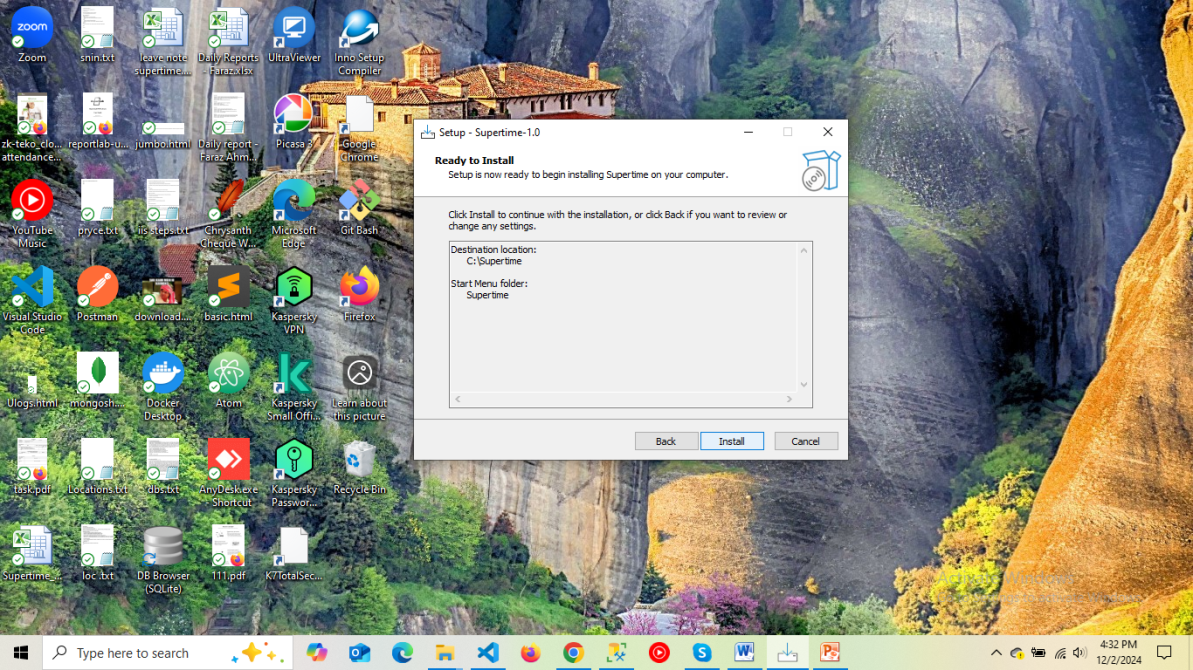 zoom
Zoom
snin.txt
leave note
supertime....
Daily Reports
- Faraz.xlsx
UltraViewer
Inno Setup
Compiler
zk-teko_clo...
attendance...
reportlab-u...
jumbo.html
Daily report -
Faraz Ahm...
Picasa 3
Google
Chrome
YouTube
Music
pryce.txt
iis steps.txt
Chrysanth
Cheque W...
Microsoft
Edge
Git Bash
Visual Studio
Code
Postman
download....
basic.html
Kaspersky
VPN
Firefox
Ulogs.html
mongosh....
Docker
Desktop
Atom
Kaspersky
Small Offi...
Learn about
this picture
task.pdf
Locations.txt
dbs.txt
AnyDesk.exe
- Shortcut
Kaspersky
Passwor...
Recycle Bin
Supertime_...
loc .txt
DB Browser
(SQLite)
111.pdf
K7TotalSec...
Setup - Supertime-1.0
Ready to Install
Setup is now ready to begin installing Supertime on your computer.
Click Install to continue with the installation, or click Back if you want to review or
change any settings.
Destination location:
C:\Supertime
Start Menu folder:
Supertime
Back
Install
Cancel
Activate Windows
Type here to search
4:32 PM
12/2/2024